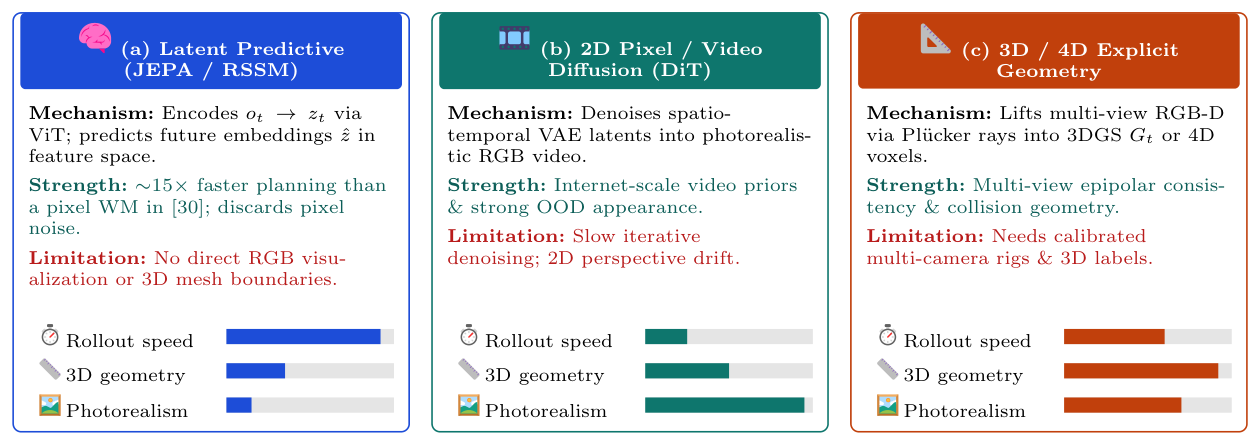 (a) Latent Predictive
(JEPA / RSSM)
Mechanism: Encodes oₜ → zₜ via
ViT; predicts future embeddings ẑ in
feature space.
Strength: ∼15× faster planning than
a pixel WM in [30]; discards pixel
noise.
Limitation: No direct RGB visu-
alization or 3D mesh boundaries.
Rollout speed
3D geometry
Photorealism
(b) 2D Pixel / Video
Diffusion (DiT)
Mechanism: Denoises spatio-
temporal VAE latents into photorealis-
tic RGB video.
Strength: Internet-scale video priors
& strong OOD appearance.
Limitation: Slow iterative
denoising; 2D perspective drift.
Rollout speed
3D geometry
Photorealism
(c) 3D / 4D Explicit
Geometry
Mechanism: Lifts multi-view RGB-D
via Plücker rays into 3DGS Gₜ or 4D
voxels.
Strength: Multi-view epipolar consis-
tency & collision geometry.
Limitation: Needs calibrated
multi-camera rigs & 3D labels.
Rollout speed
3D geometry
Photorealism